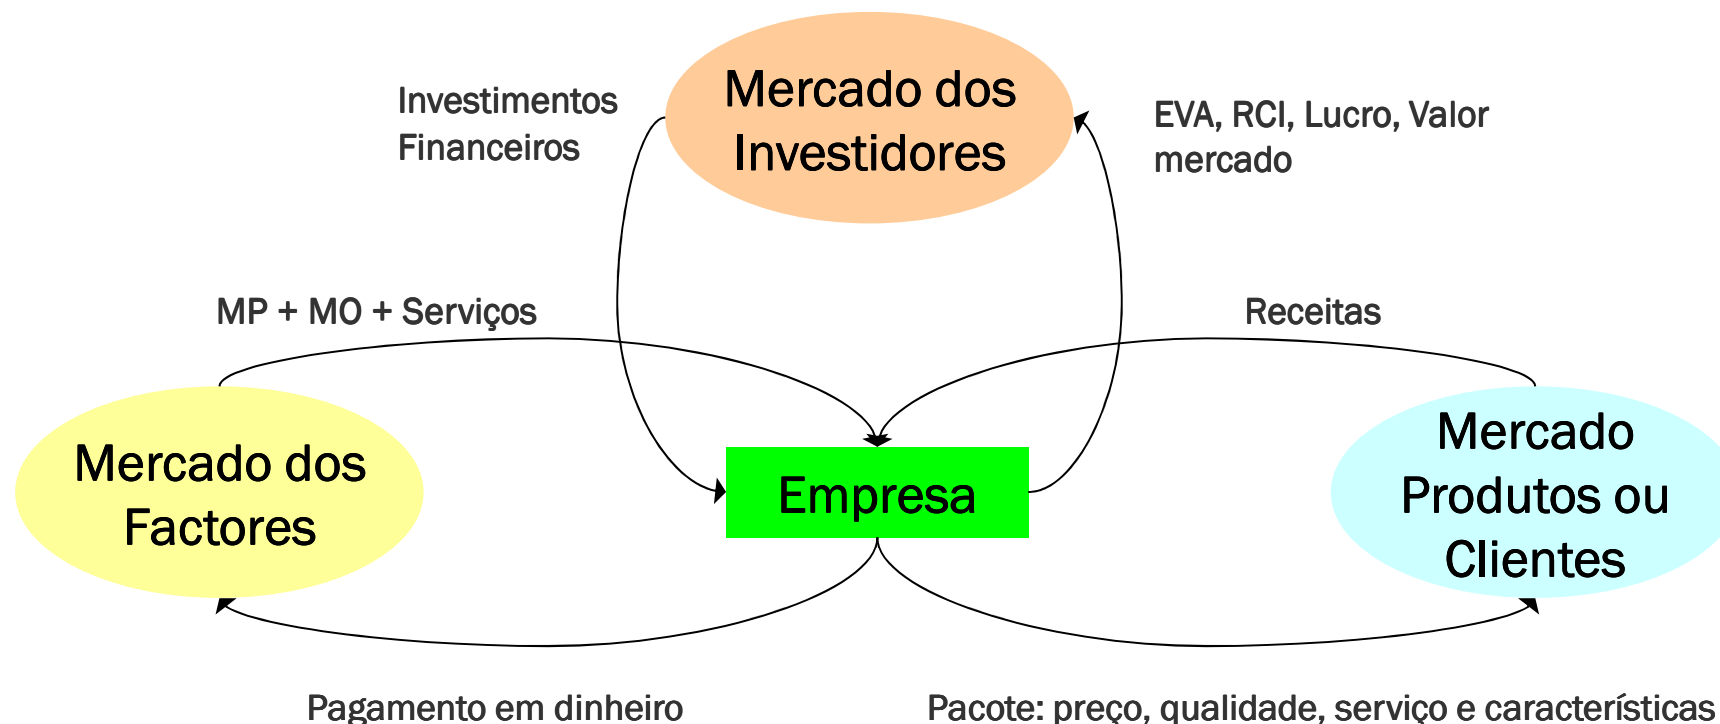 Mercado dos
Investidores
Investimentos
Financeiros
EVA, RCI, Lucro, Valor
mercado
MP + MO + Serviços
Receitas
Mercado dos
Factores
Empresa
Mercado
Produtos ou
Clientes
Pagamento em dinheiro
Pacote: preço, qualidade, serviço e características